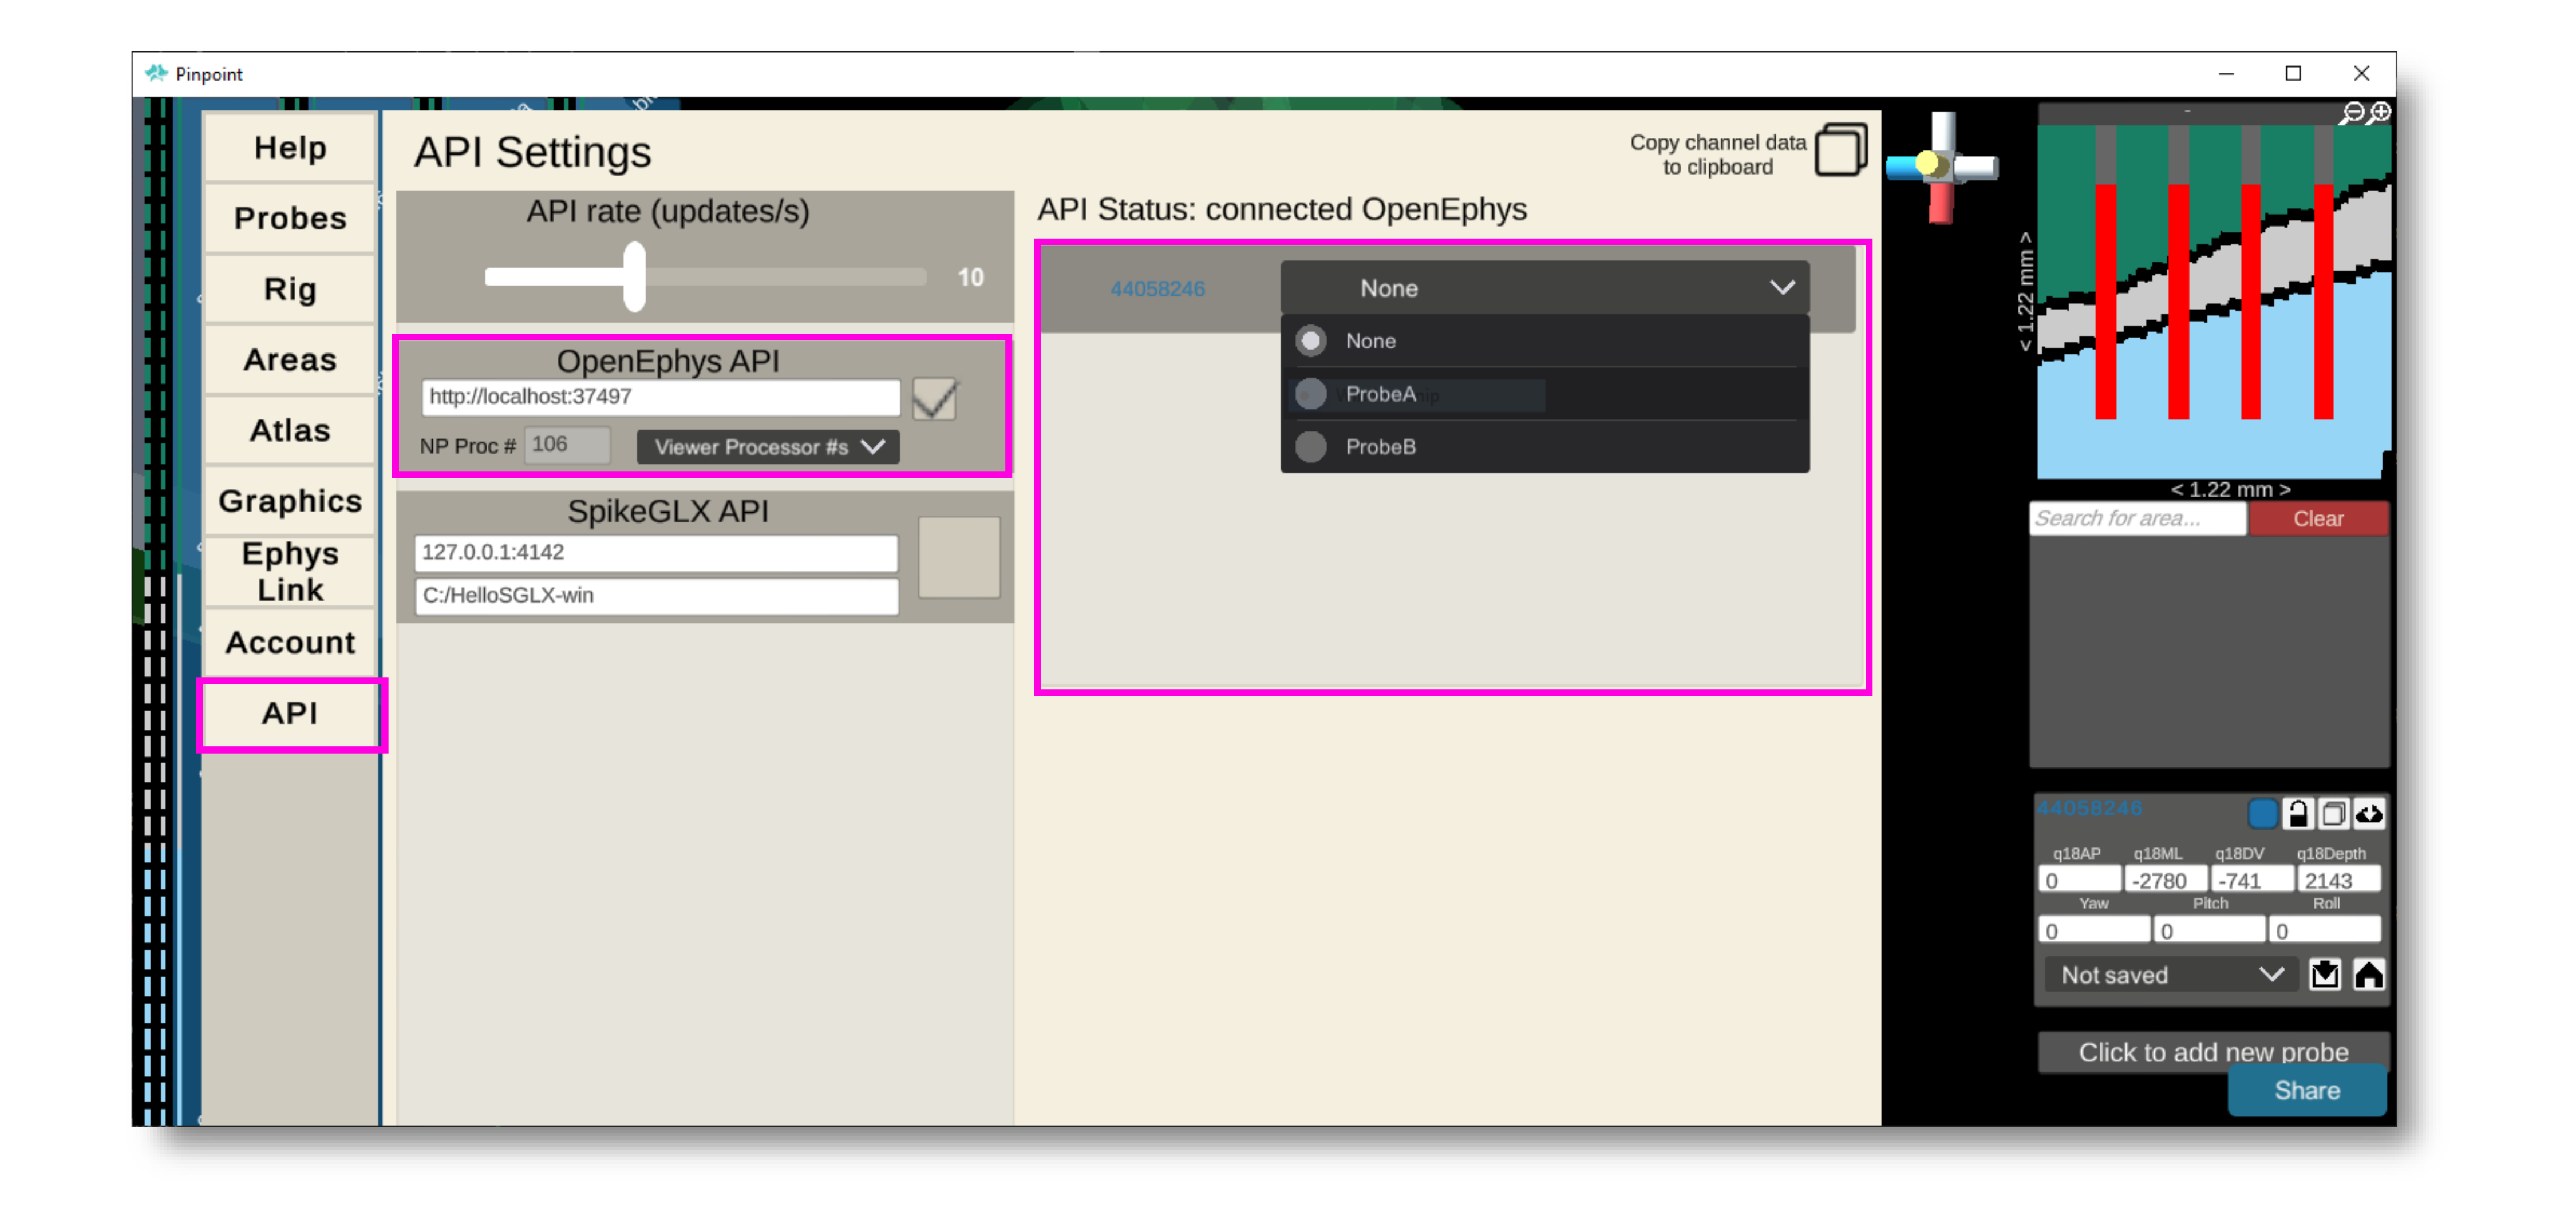 Pinpoint
Help
Probes
Rig
Areas
Atlas
Graphics
Ephys
Link
Account
API
API Settings
Copy channel data
to clipboard
API rate (updates/s)
10
OpenEphys API
http://localhost:37497
NP Proc # 106 Viewer Processor #s
SpikeGLX API
127.0.0.1:4142
C:/HelloSGLX-win
API Status: connected OpenEphys
44058246 None
None
ProbeA
ProbeB
-
< 1.22 mm >
< 1.22 mm >
Search for area... Clear
44058246
q18AP q18ML q18DV q18Depth
0 -2780 -741 2143
Yaw Pitch Roll
0 0 0
Not saved
Click to add new probe
Share